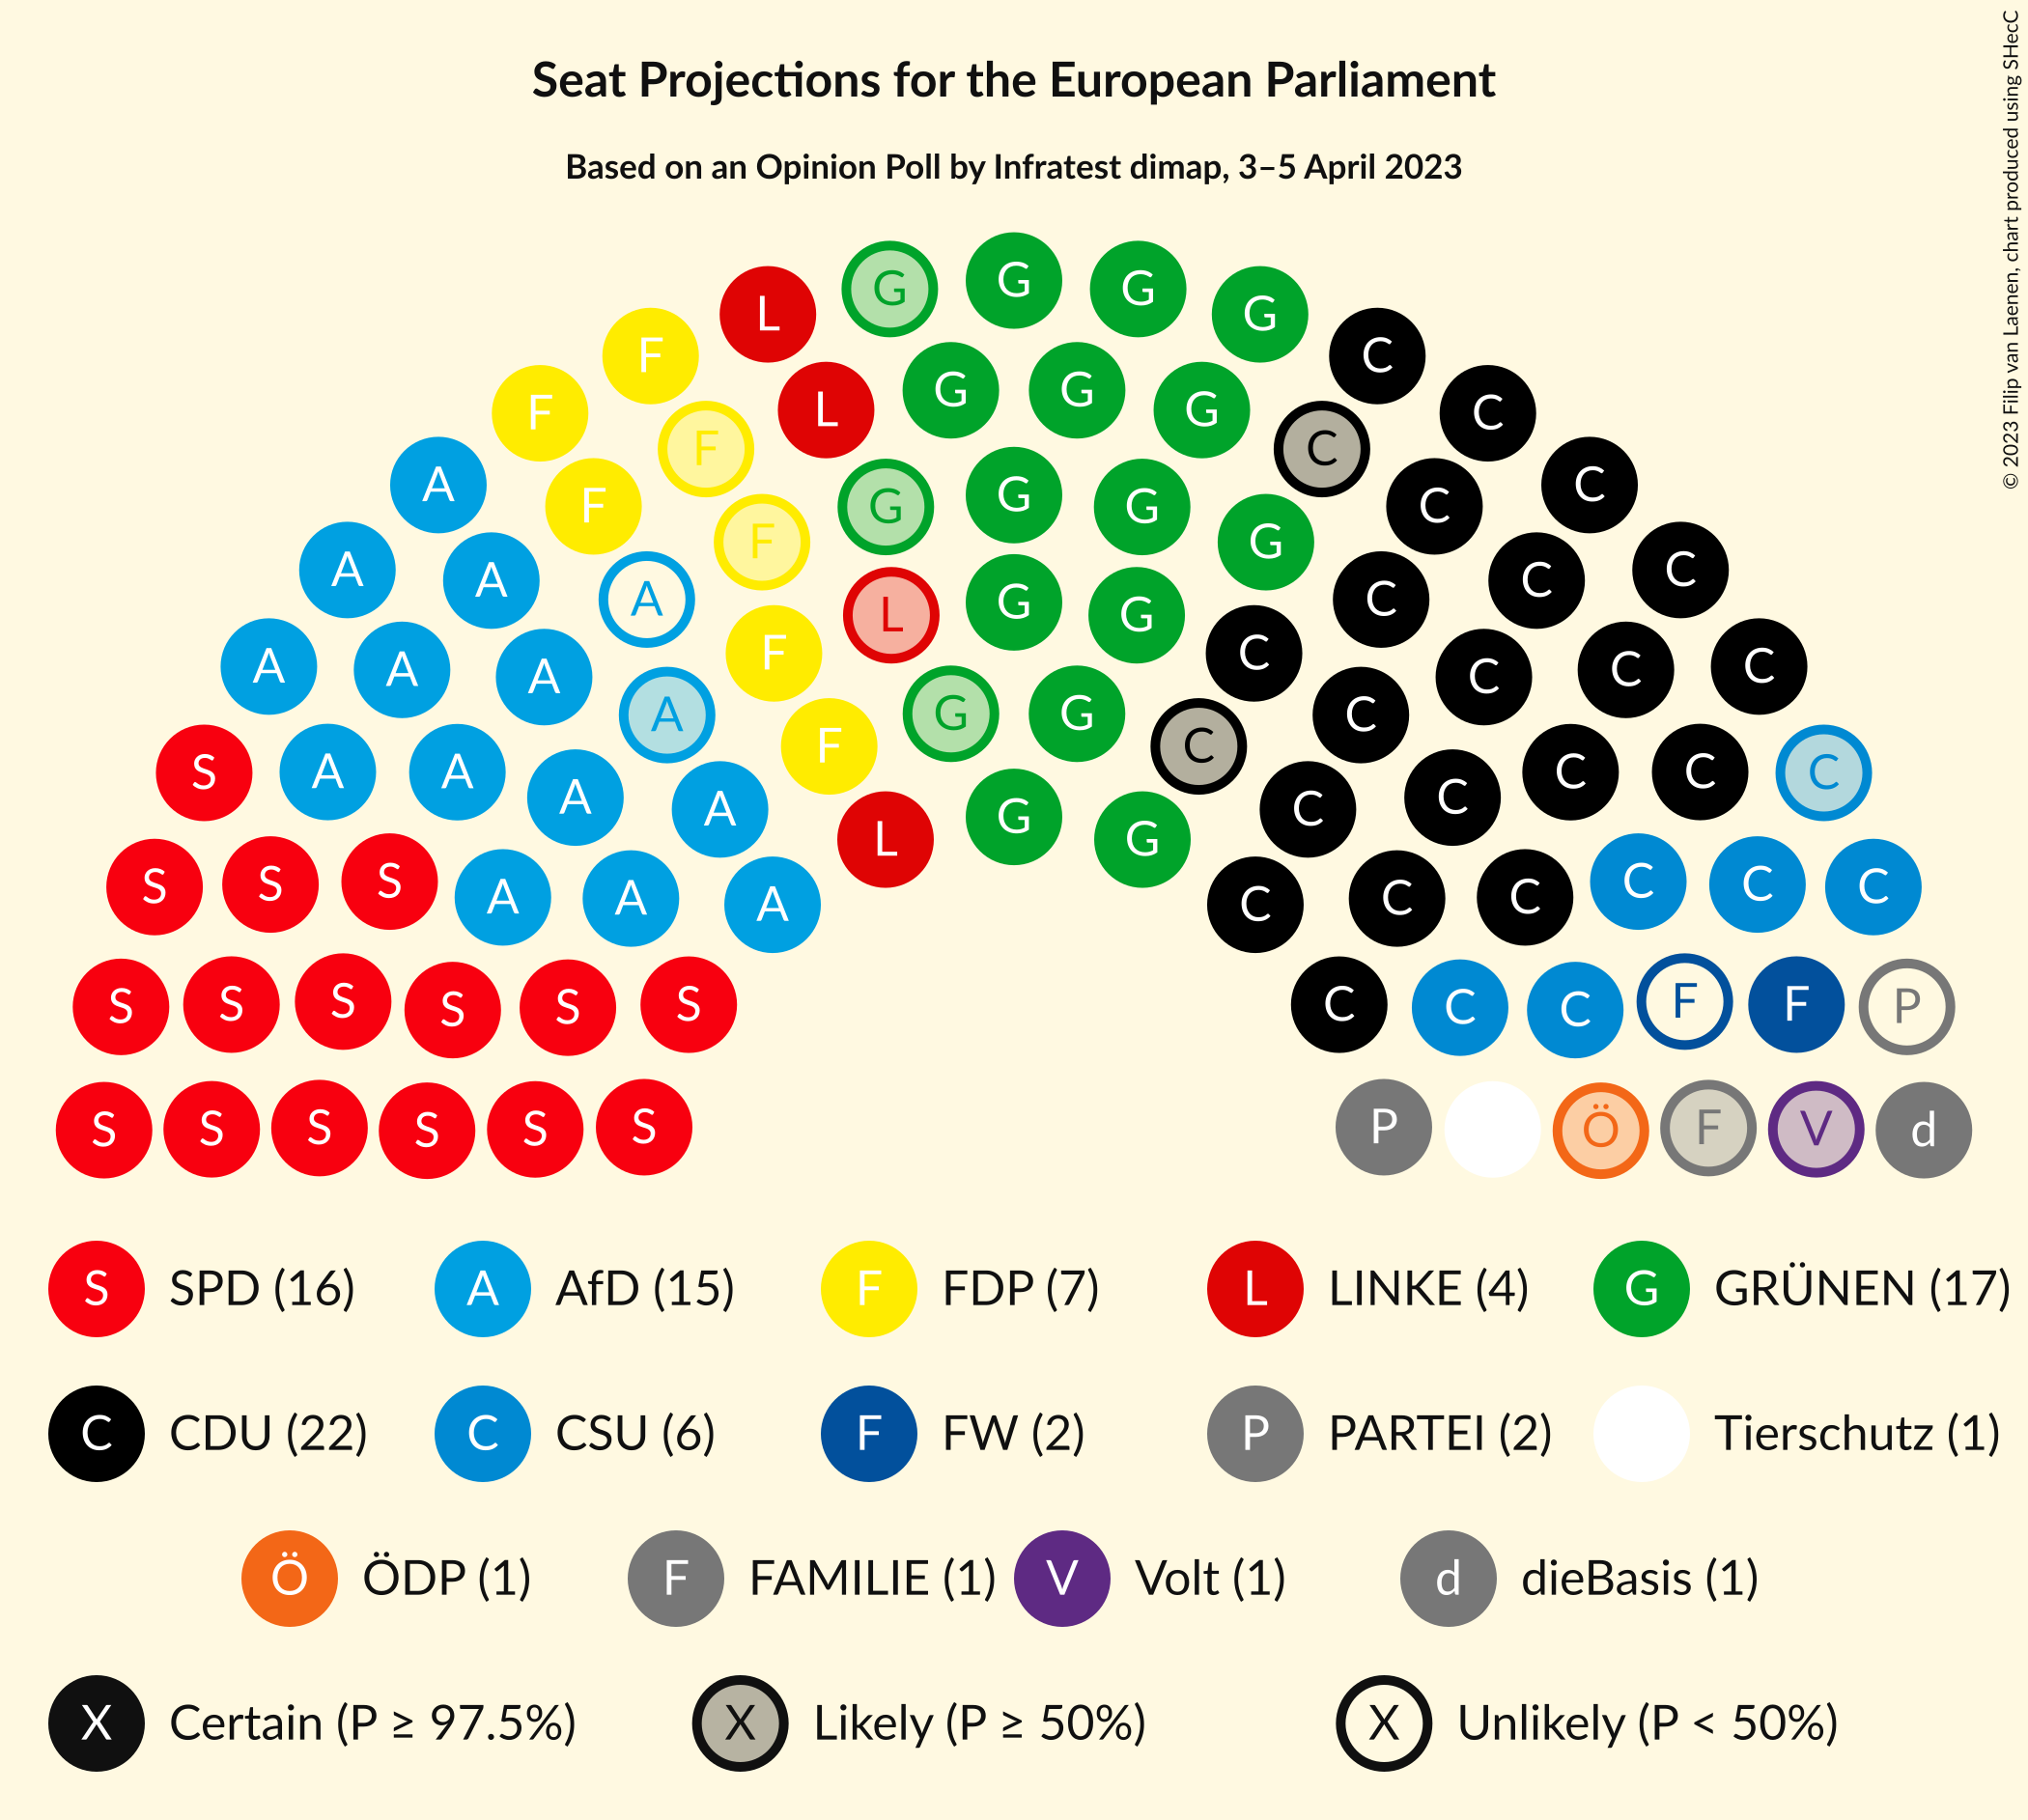 Seat Projections for the European Parliament
Based on an Opinion Poll by Infratest dimap, 3–5 April 2023
© 2023 Filip van Laenen, chart produced using SHecC
L G G G G
F C
F L G G G C
A F F C C C
A A F G G G G C C
A A A A L G G C C C C
S A A A A F G G C C C C C C
S S S A A A A F L G G C C C C C C C C
S S S S S S C C C F F P
S S S S S S P Ö F V d
S SPD (16) A AfD (15) F FDP (7) L LINKE (4) G GRÜNEN (17)
C CDU (22) C CSU (6) F FW (2) P PARTEI (2) Tierschutz (1)
Ö ÖDP (1) F FAMILIE (1) V Volt (1) d dieBasis (1)
X Certain (P ≥ 97.5%) X Likely (P ≥ 50%) X Unlikely (P < 50%)